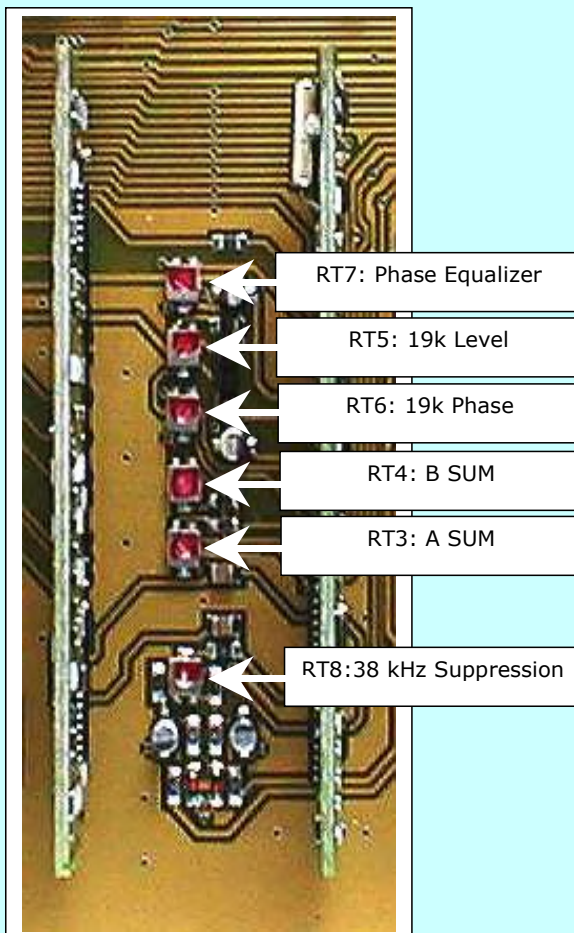 RT7: Phase Equalizer
RT5: 19k Level
RT6: 19k Phase
RT4: B SUM
RT3: A SUM
RT8:38 kHz Suppression